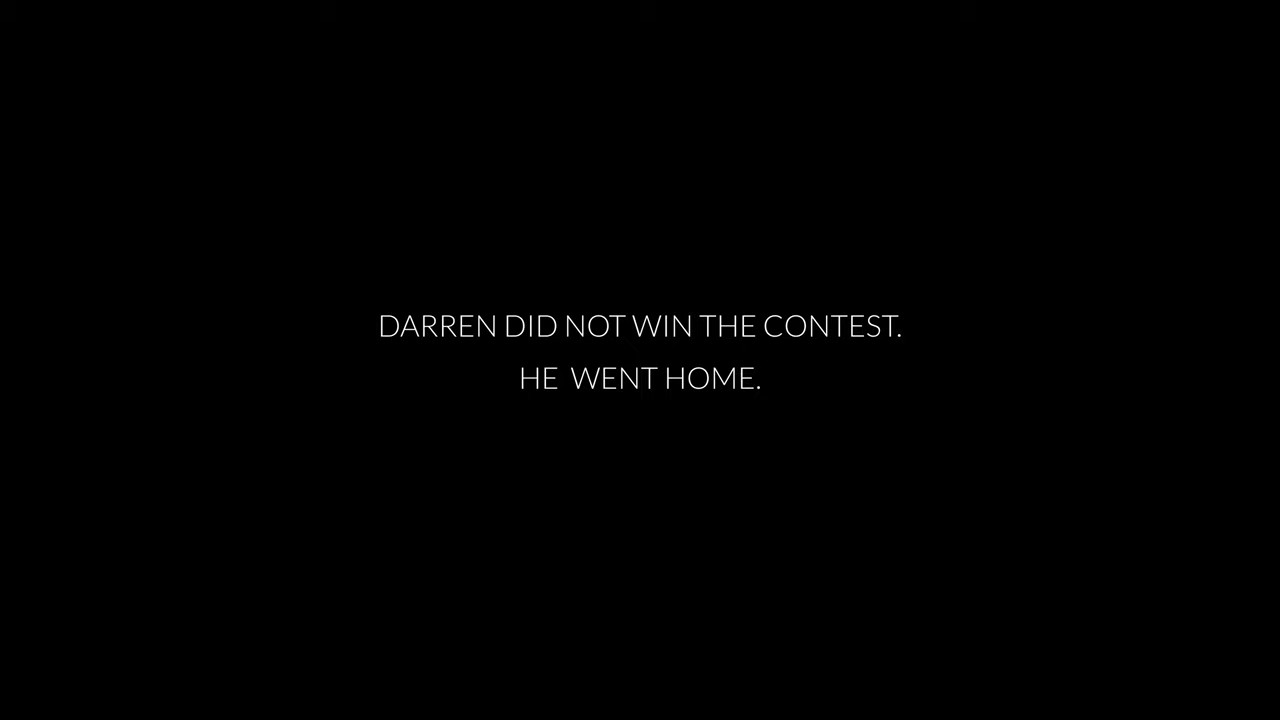 DARREN DID NOT WIN THE CONTEST.
HE  WENT HOME.